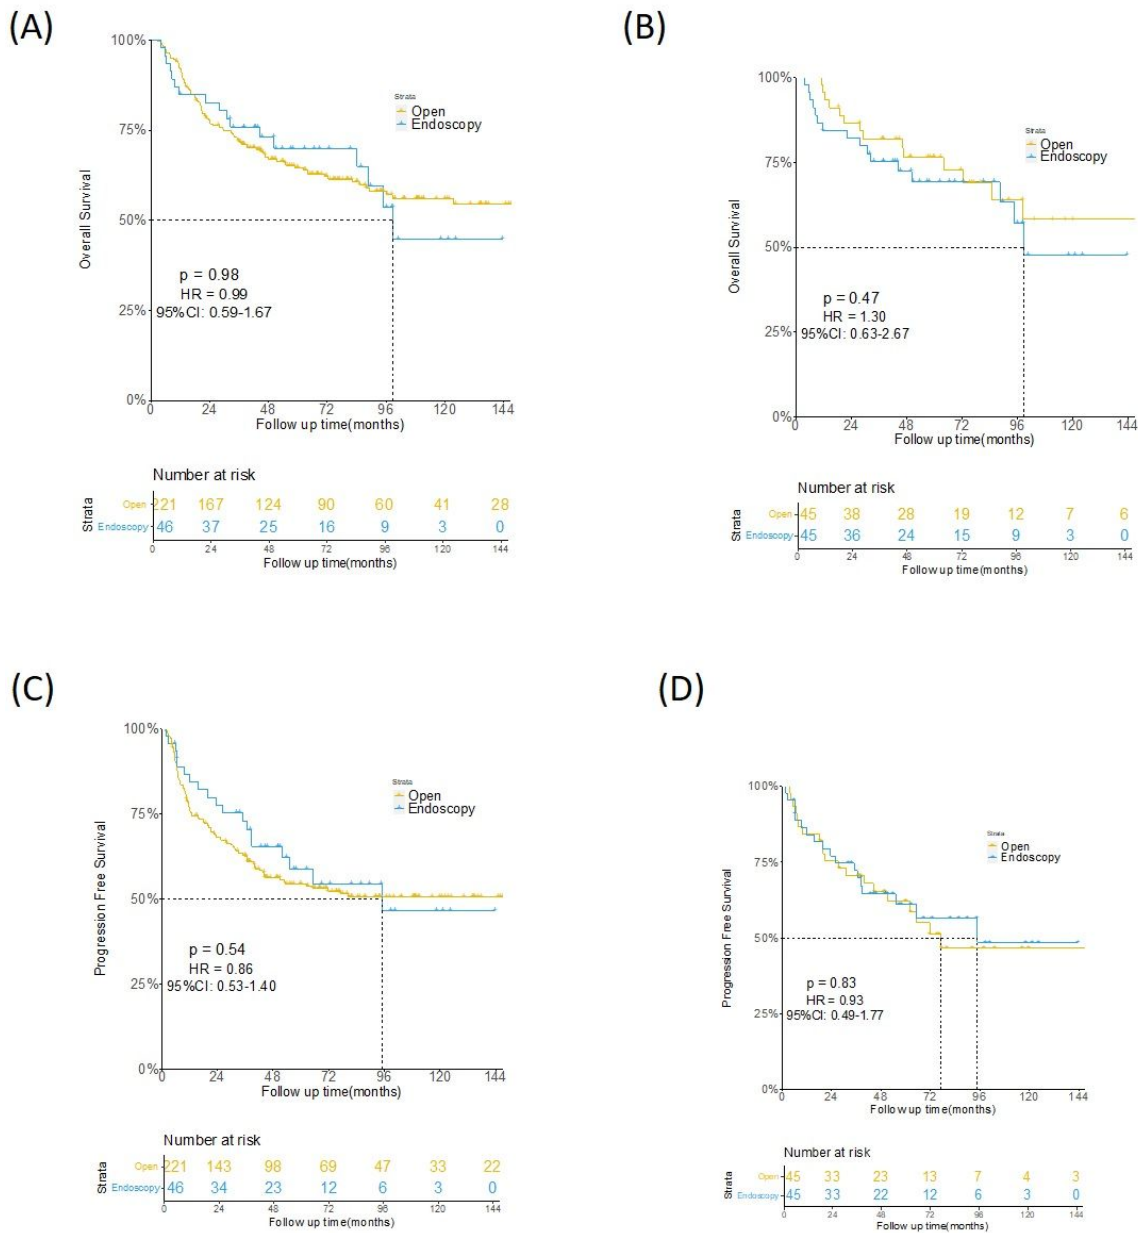 (A)
100%
75%
50%
25%
0%
Overall Survival
Strata
Open
Endoscopy
p = 0.98
HR = 0.99
95%CI: 0.59-1.67
0 24 48 72 96 120 144
Follow up time(months)
Number at risk
Strata
Open 221 167 124 90 60 41 28
Endoscopy 46 37 25 16 9 3 0
0 24 48 72 96 120 144
Follow up time(months)
(B)
100%
75%
50%
25%
0%
Overall Survival
Strata
Open
Endoscopy
p = 0.47
HR = 1.30
95%CI: 0.63-2.67
0 24 48 72 96 120 144
Follow up time(months)
Number at risk
Strata
Open 45 38 28 19 12 7 6
Endoscopy 45 36 24 15 9 3 0
0 24 48 72 96 120 144
Follow up time(months)
(C)
100%
75%
50%
25%
0%
Progression Free Survival
Strata
Open
Endoscopy
p = 0.54
HR = 0.86
95%CI: 0.53-1.40
0 24 48 72 96 120 144
Follow up time(months)
Number at risk
Strata
Open 221 143 98 69 47 33 22
Endoscopy 46 34 23 12 6 3 0
0 24 48 72 96 120 144
Follow up time(months)
(D)
100%
75%
50%
25%
0%
Progression Free Survival
Strata
Open
Endoscopy
p = 0.83
HR = 0.93
95%CI: 0.49-1.77
0 24 48 72 96 120 144
Follow up time(months)
Number at risk
Strata
Open 45 33 23 13 7 4 3
Endoscopy 45 33 22 12 6 3 0
0 24 48 72 96 120 144
Follow up time(months)